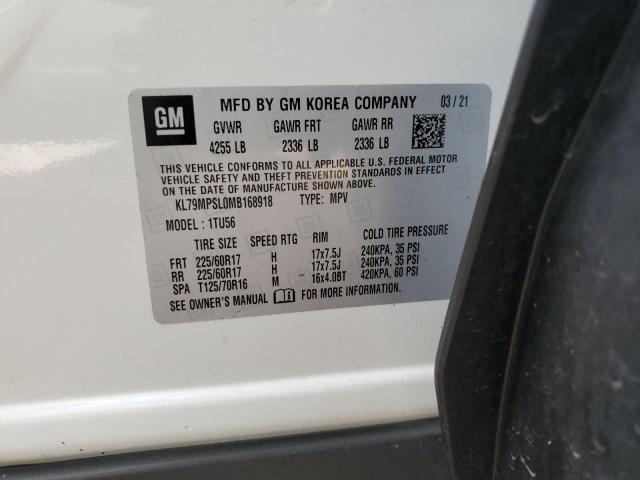 GM MFD BY GM KOREA COMPANY 03 / 21
GVWR GAWR FRT GAWR RR
4255 LB 2336 LB 2336 LB
THIS VEHICLE CONFORMS TO ALL APPLICABLE U.S. FEDERAL MOTOR
VEHICLE SAFETY AND THEFT PREVENTION STANDARDS IN EFFECT ON
THE DATE OF MANUFACTURE SHOWN ABOVE.
KL79MPSL0MB168918 TYPE: MPV
MODEL: 1TU56
TIRE SIZE SPEED RTG RIM COLD TIRE PRESSURE
FRT 225/60R17 H 17x7.5J 240KPA, 35 PSI
RR 225/60R17 H 17x7.5J 240KPA, 35 PSI
SPA T125/70R16 M 16x4.0BT 420KPA, 60 PSI
SEE OWNER'S MANUAL FOR MORE INFORMATION.